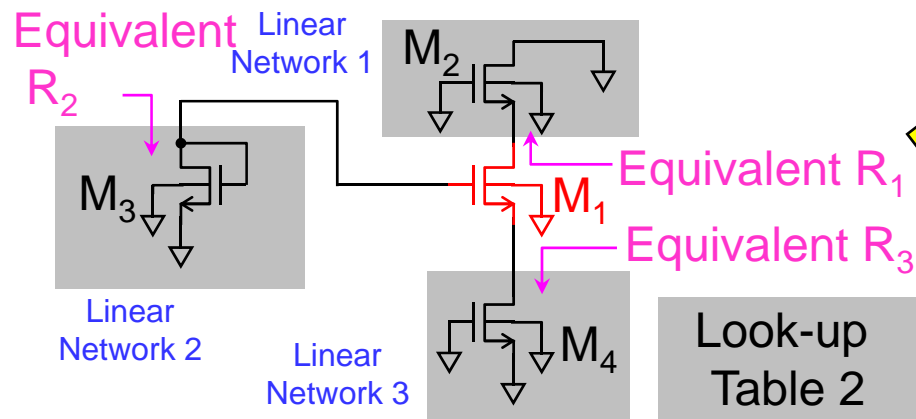 Equivalent
R2
Linear
Network 1
M2
M3
M1
Equivalent R1
Equivalent R3
Linear
Network 2
Linear
Network 3
M4
Look-up
Table 2